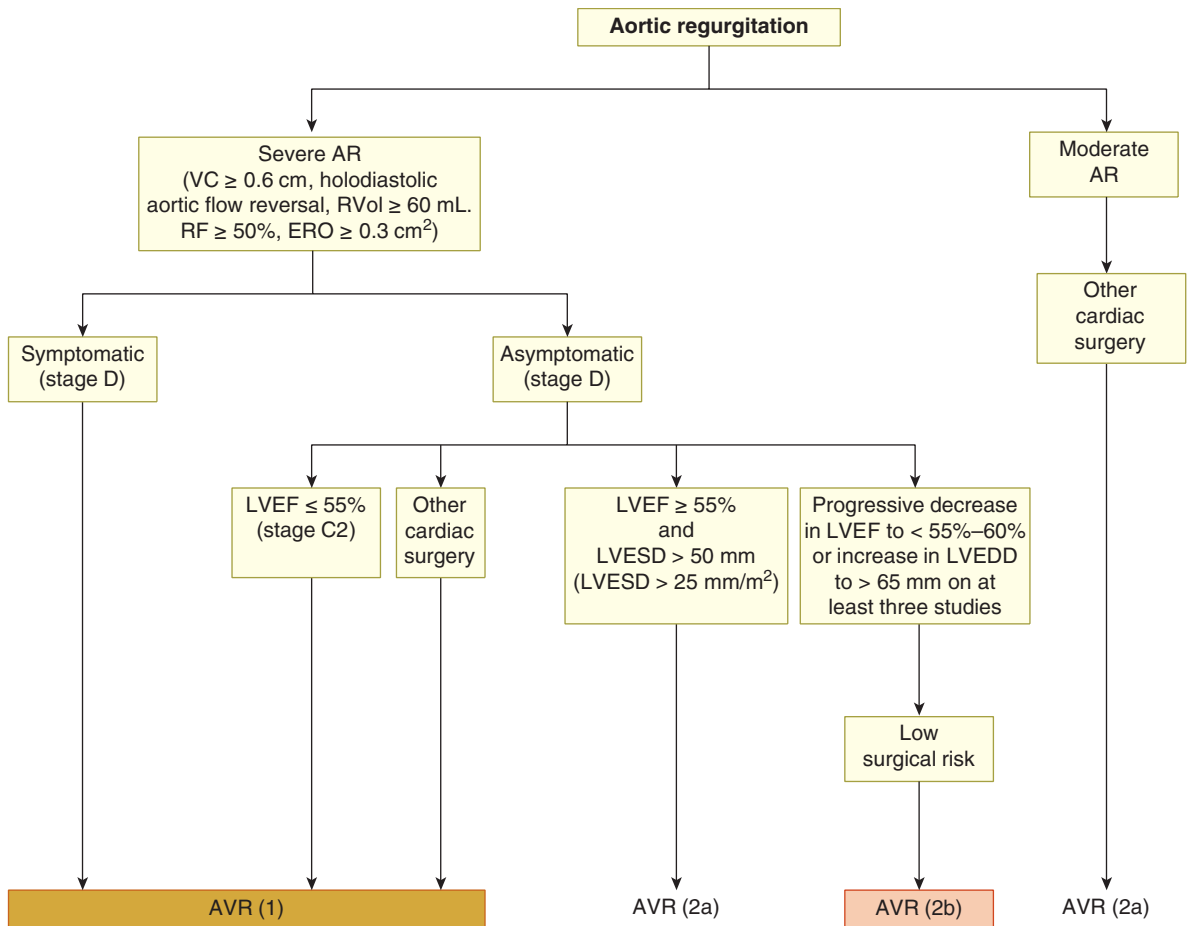 Aortic regurgitation
Severe AR
(VC ≥ 0.6 cm, holodiastolic
aortic flow reversal, RVol ≥ 60 mL.
RF ≥ 50%, ERO ≥ 0.3 cm²)
Moderate
AR
Symptomatic
(stage D)
Asymptomatic
(stage D)
Other
cardiac
surgery
LVEF ≤ 55%
(stage C2)
Other
cardiac
surgery
LVEF ≥ 55%
and
LVESD > 50 mm
(LVESD > 25 mm/m²)
Progressive decrease
in LVEF to < 55%–60%
or increase in LVEDD
to > 65 mm on at
least three studies
Low
surgical risk
AVR (1)
AVR (2a)
AVR (2b)
AVR (2a)